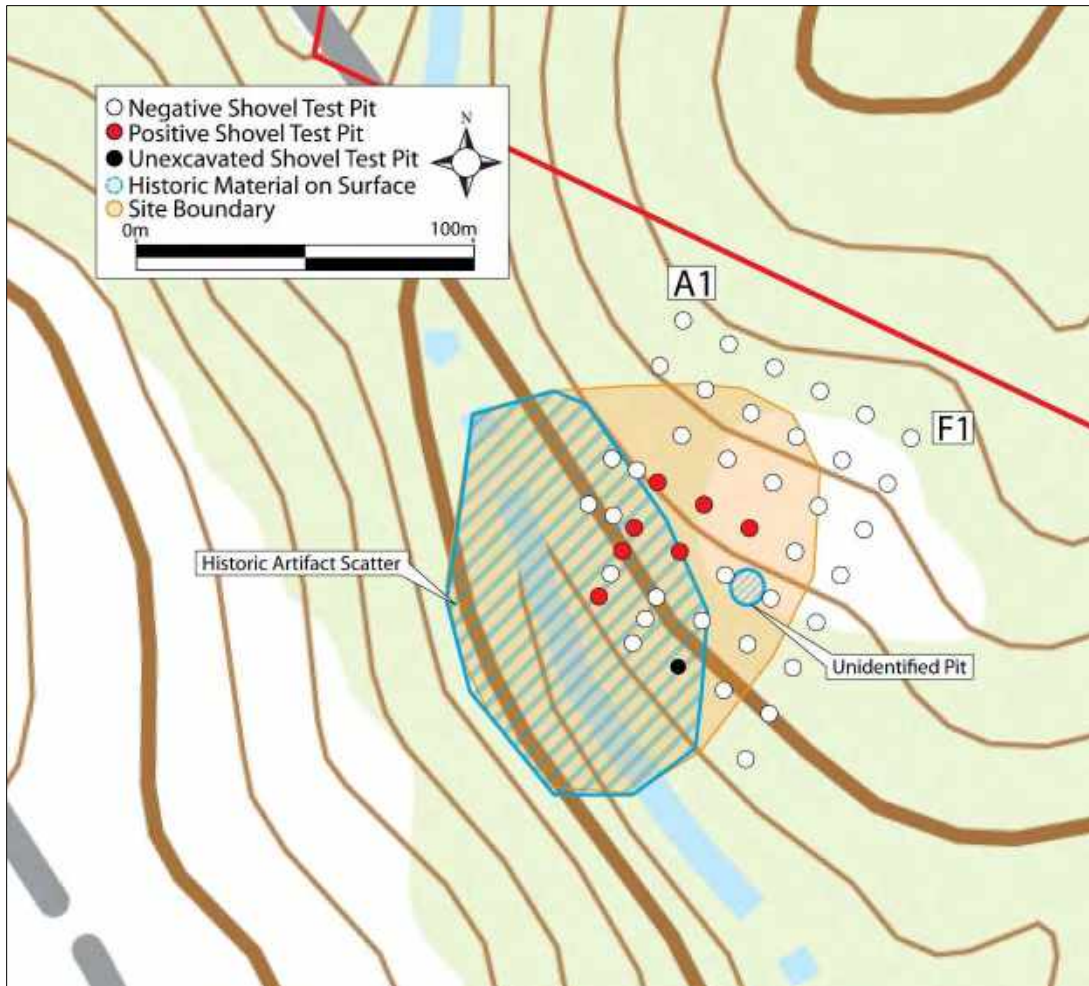 Negative Shovel Test Pit
N
Positive Shovel Test Pit
Unexcavated Shovel Test Pit
Historic Material on Surface
Site Boundary
0m 100m
A1
F1
Historic Artifact Scatter
Unidentified Pit